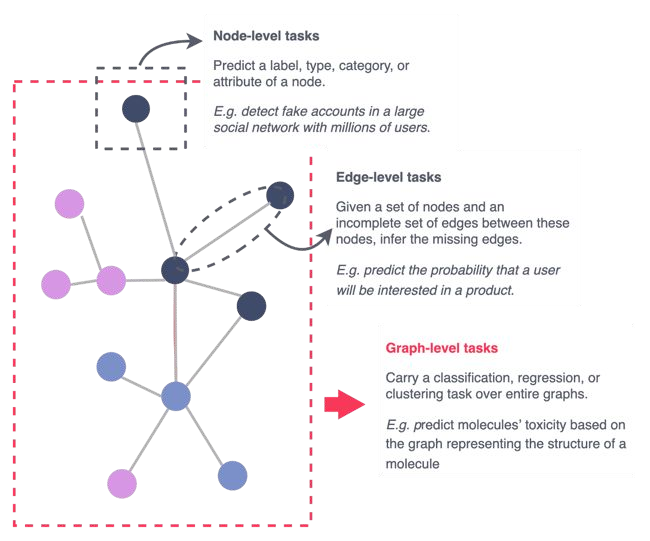 Node-level tasks
Predict a label, type, category, or
attribute of a node.
E.g. detect fake accounts in a large
social network with millions of users.
Edge-level tasks
Given a set of nodes and an
incomplete set of edges between these
nodes, infer the missing edges.
E.g. predict the probability that a user
will be interested in a product.
Graph-level tasks
Carry a classification, regression, or
clustering task over entire graphs.
E.g. predict molecules' toxicity based on
the graph representing the structure of a
molecule